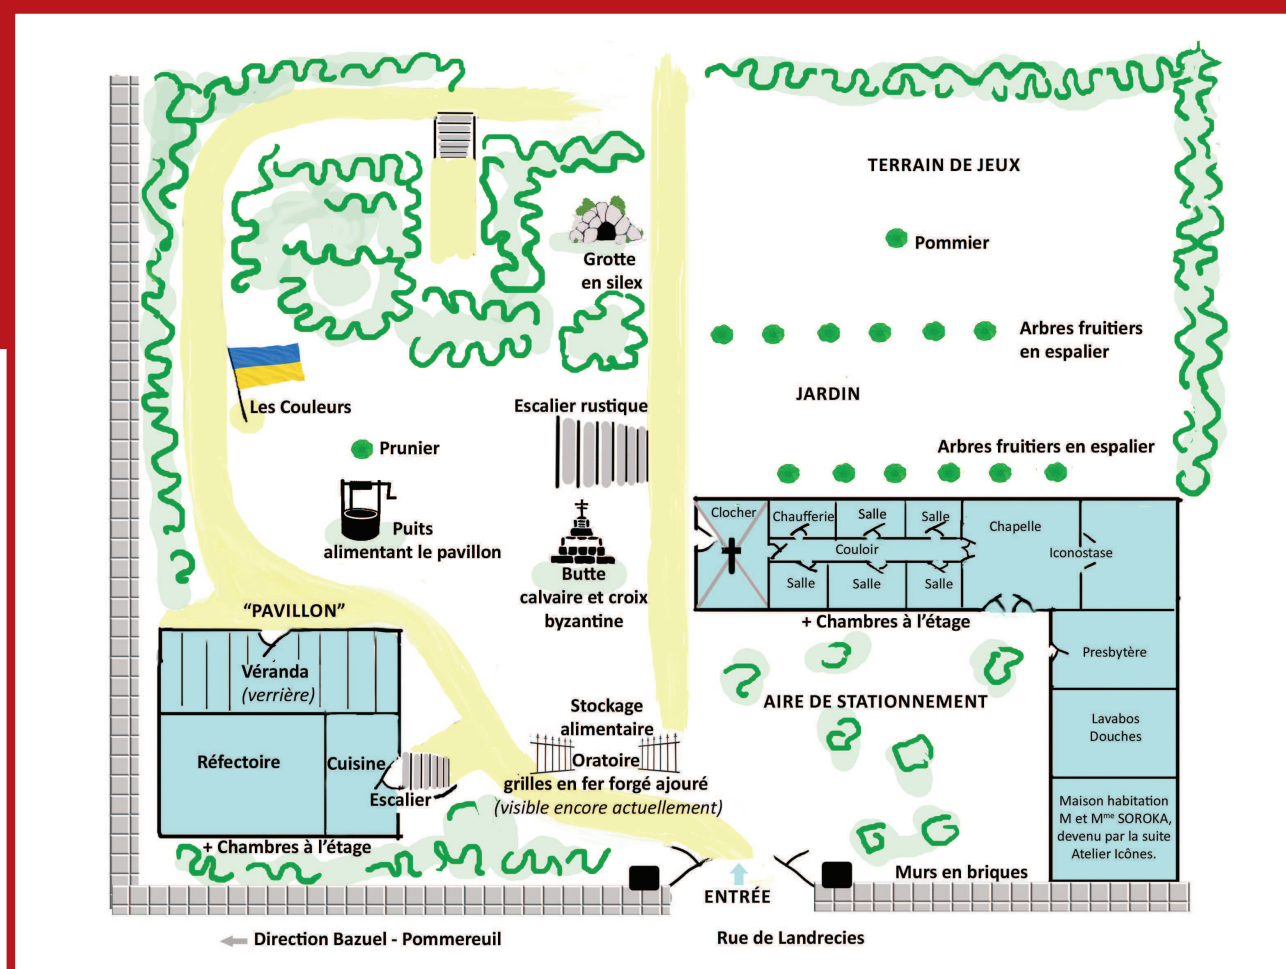 TERRAIN DE JEUX
Pommier
Grotte
en silex
Arbres fruitiers
en espalier
Les Couleurs
JARDIN
Escalier rustique
Prunier
Arbres fruitiers en espalier
Puits
alimentant le pavillon
Clocher
Chaufferie
Salle
Salle
Chapelle
Couloir
Iconostase
Salle
Salle
Salle
Butte
calvaire et croix
byzantine
"PAVILLON"
+ Chambres à l'étage
Véranda
(verrière)
Presbytère
Stockage
alimentaire
AIRE DE STATIONNEMENT
Lavabos
Douches
Réfectoire
Cuisine
Oratoire
grilles en fer forgé ajouré
(visible encore actuellement)
Escalier
Maison habitation
M et Mme SOROKA,
devenu par la suite
Atelier Icônes.
+ Chambres à l'étage
Murs en briques
ENTRÉE
Direction Bazuel - Pommereuil
Rue de Landrecies